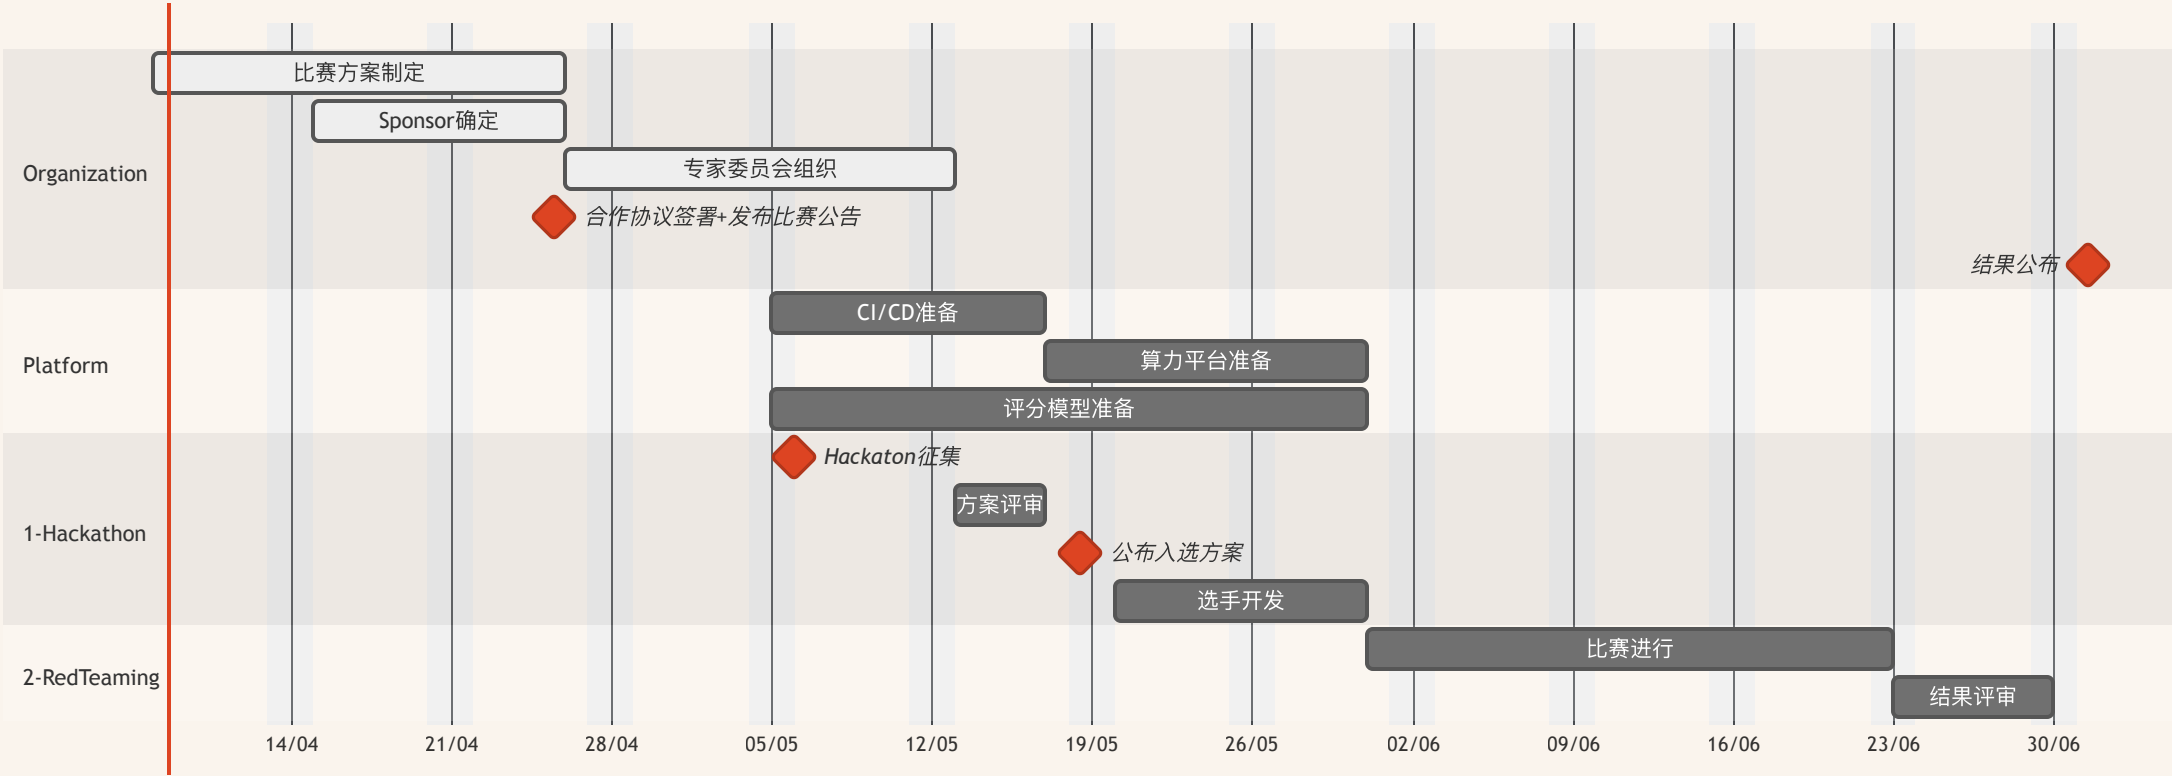 比赛方案制定
Sponsor确定
专家委员会组织
Organization
合作协议签署+发布比赛公告
结果公布
CI/CD准备
算力平台准备
Platform
评分模型准备
Hackaton征集
方案评审
1-Hackathon
公布入选方案
选手开发
比赛进行
2-RedTeaming
结果评审
14/04 21/04 28/04 05/05 12/05 19/05 26/05 02/06 09/06 16/06 23/06 30/06